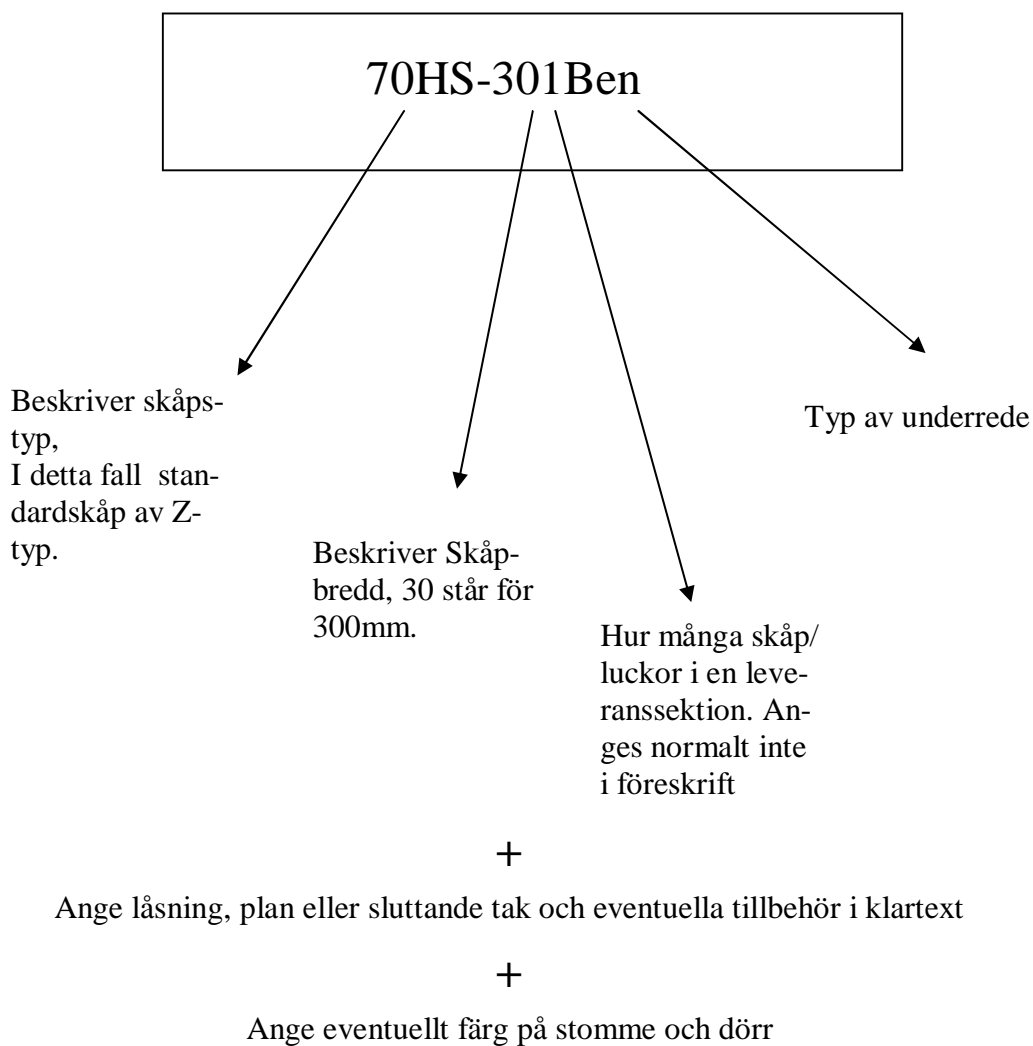 70HS-301Ben
Beskriver skåps-
typ,
I detta fall stan-
dardskåp av Z-
typ.
Typ av underrede
Beskriver Skåp-
bredd, 30 står för
300mm.
Hur många skåp/
luckor i en leve-
ranssektion. An-
ges normalt inte
i föreskrift
+
Ange låsning, plan eller sluttande tak och eventuella tillbehör i klartext
+
Ange eventuellt färg på stomme och dörr